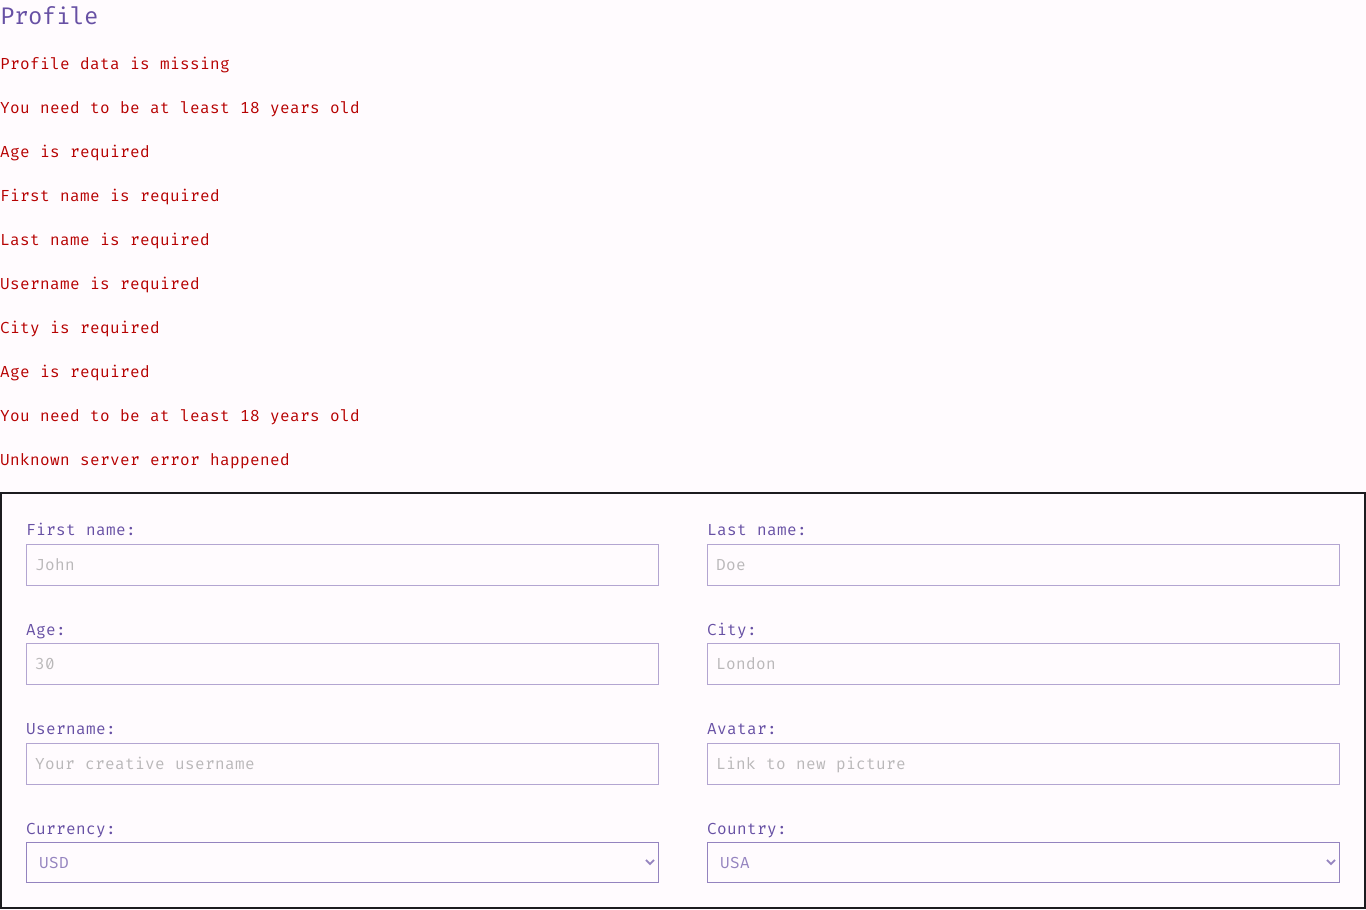 Profile
Profile data is missing
You need to be at least 18 years old
Age is required
First name is required
Last name is required
Username is required
City is required
Age is required
You need to be at least 18 years old
Unknown server error happened
First name:
Last name:
John
Doe
Age:
City:
30
London
Username:
Avatar:
Your creative username
Link to new picture
Currency:
Country:
USD
USA